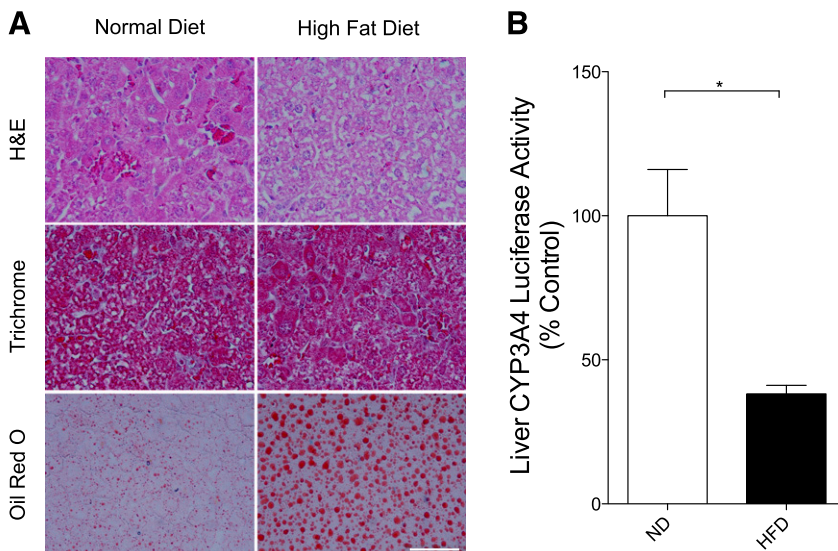 A
Normal Diet
High Fat Diet
H&E
Trichrome
Oil Red O
B
Liver CYP3A4 Luciferase Activity
(% Control)
150
100
50
0
*
ND
HFD